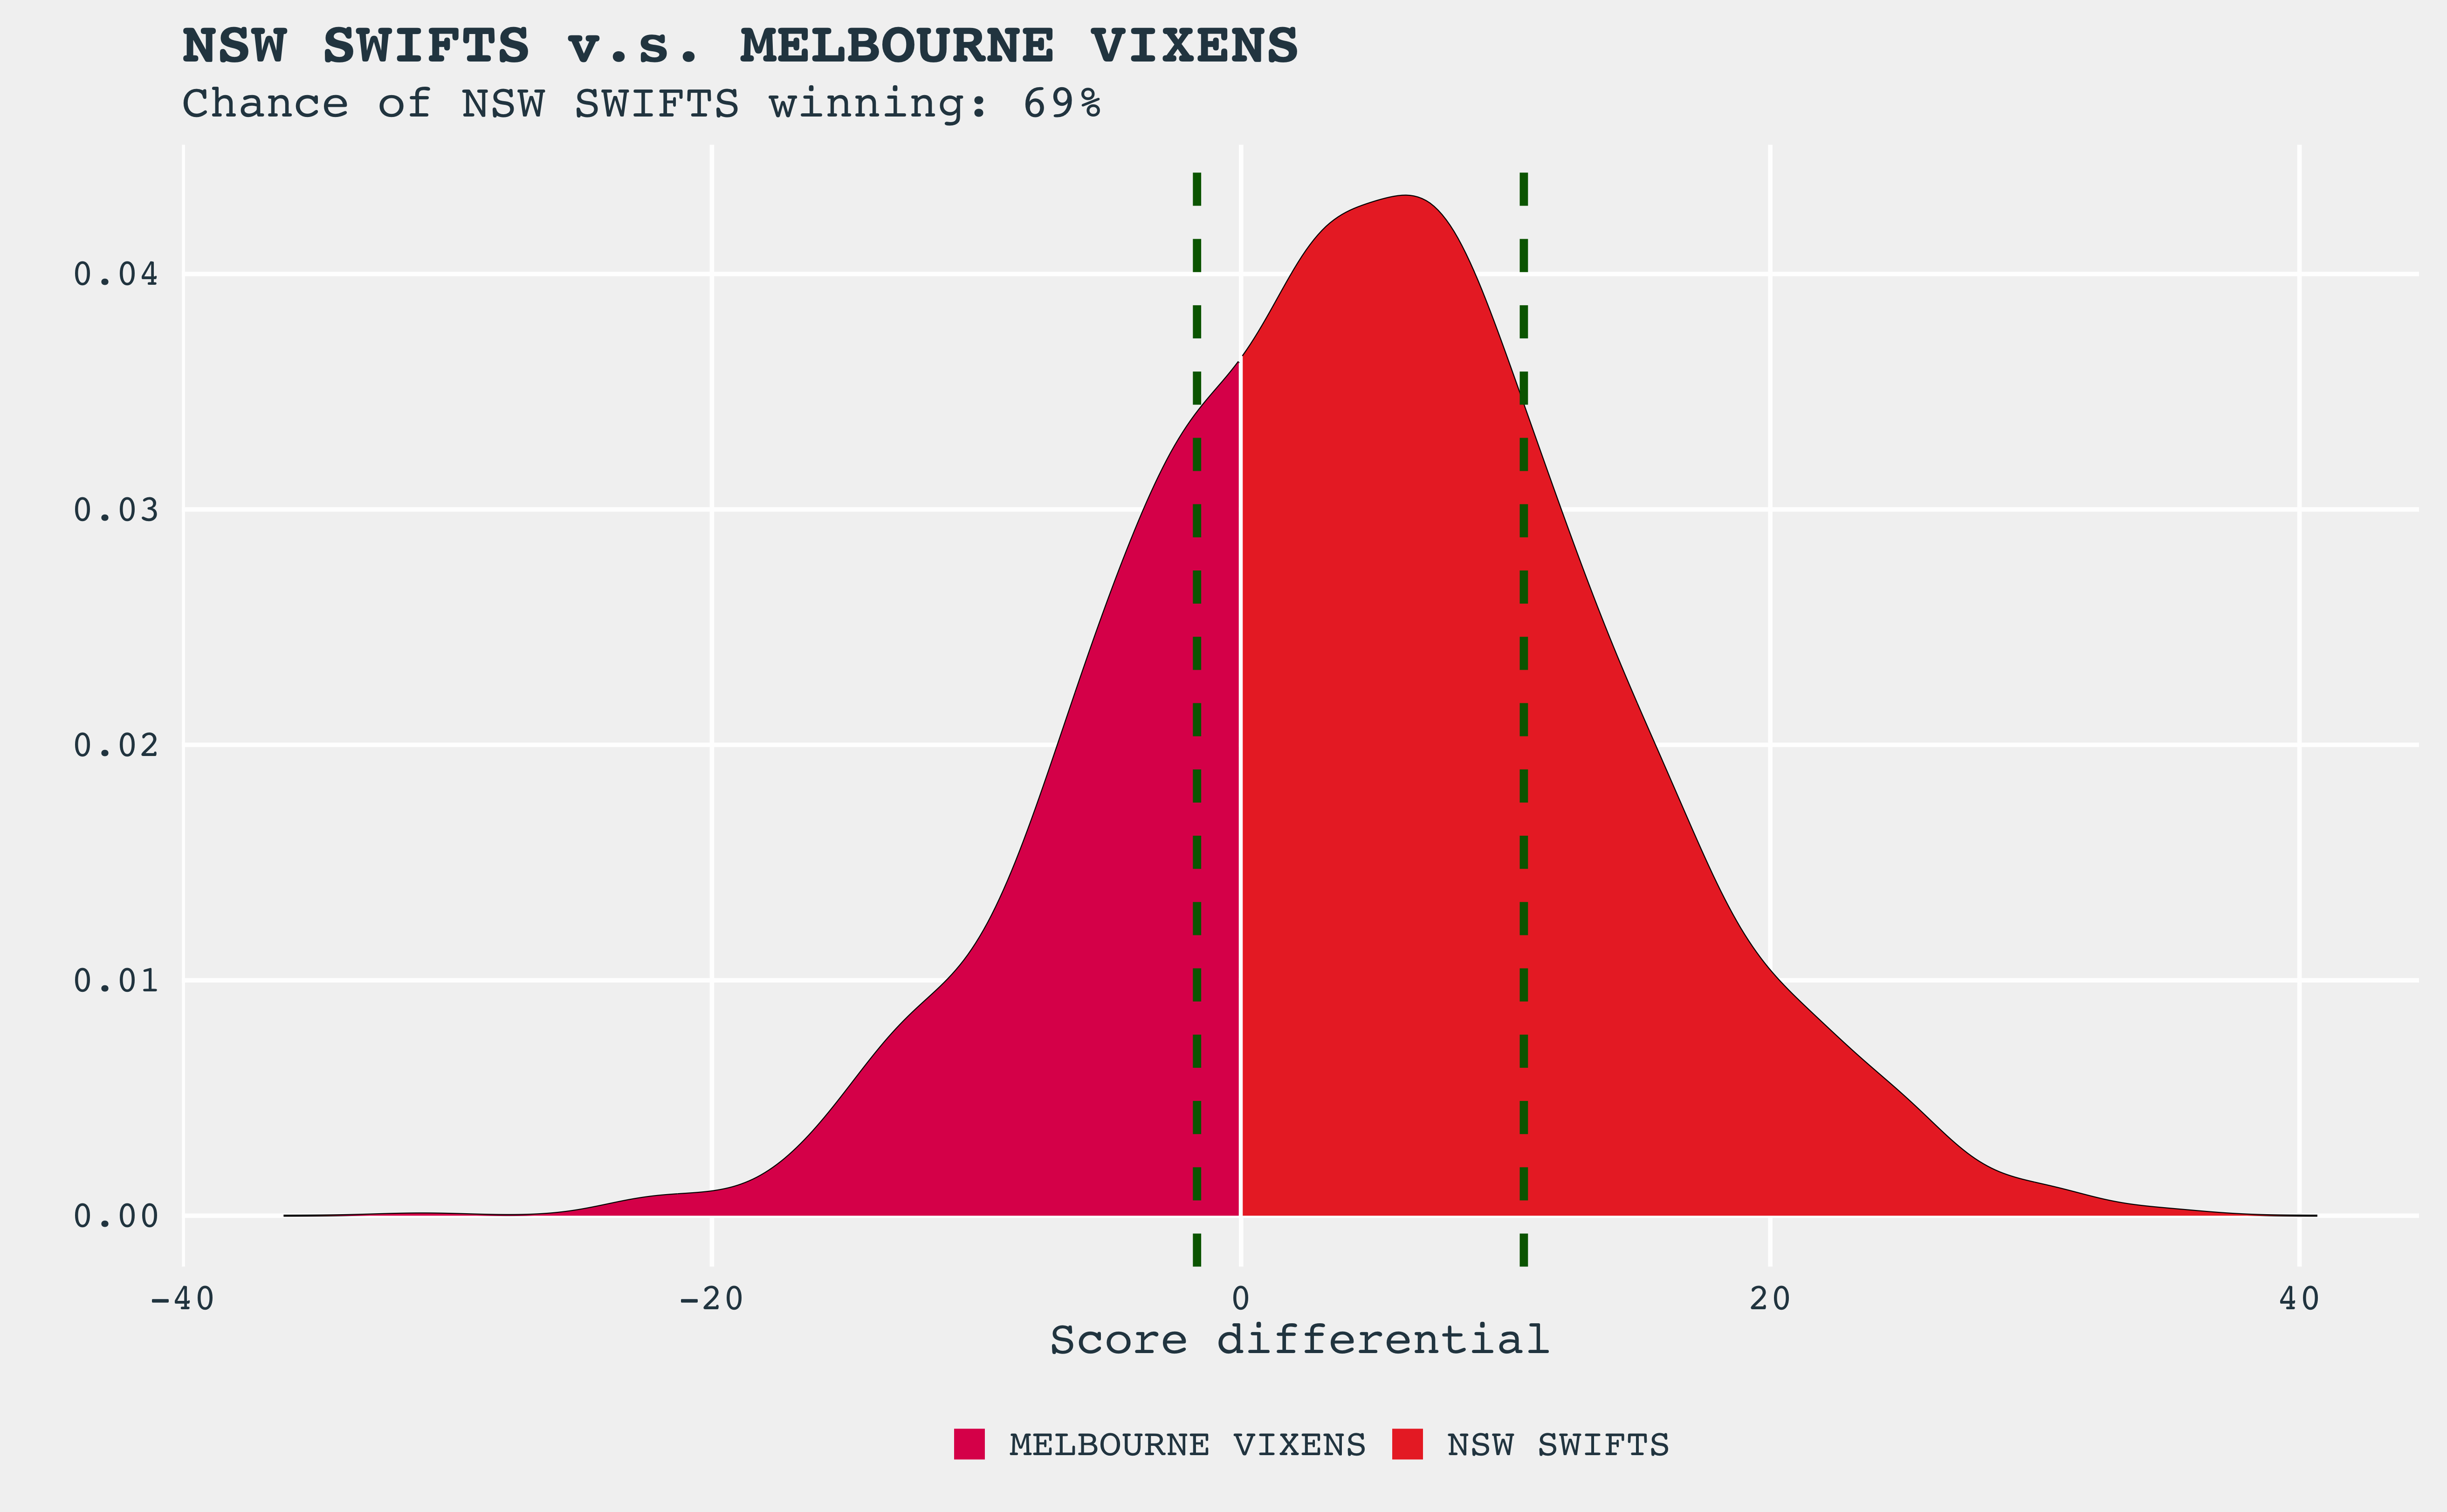 NSW SWIFTS v.s. MELBOURNE VIXENS
Chance of NSW SWIFTS winning: 69%
0.04
0.03
0.02
0.01
0.00
-40 -20 0 20 40
Score differential
MELBOURNE VIXENS NSW SWIFTS